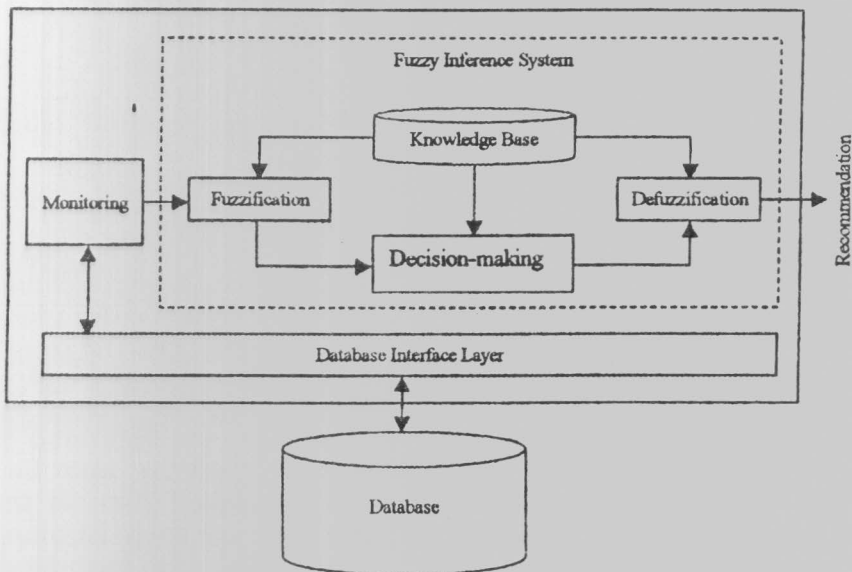 Fuzzy Inference System
Knowledge Base
Monitoring
Fuzzification
Defuzzification
Recommendation
Decision-making
Database Interface Layer
Database